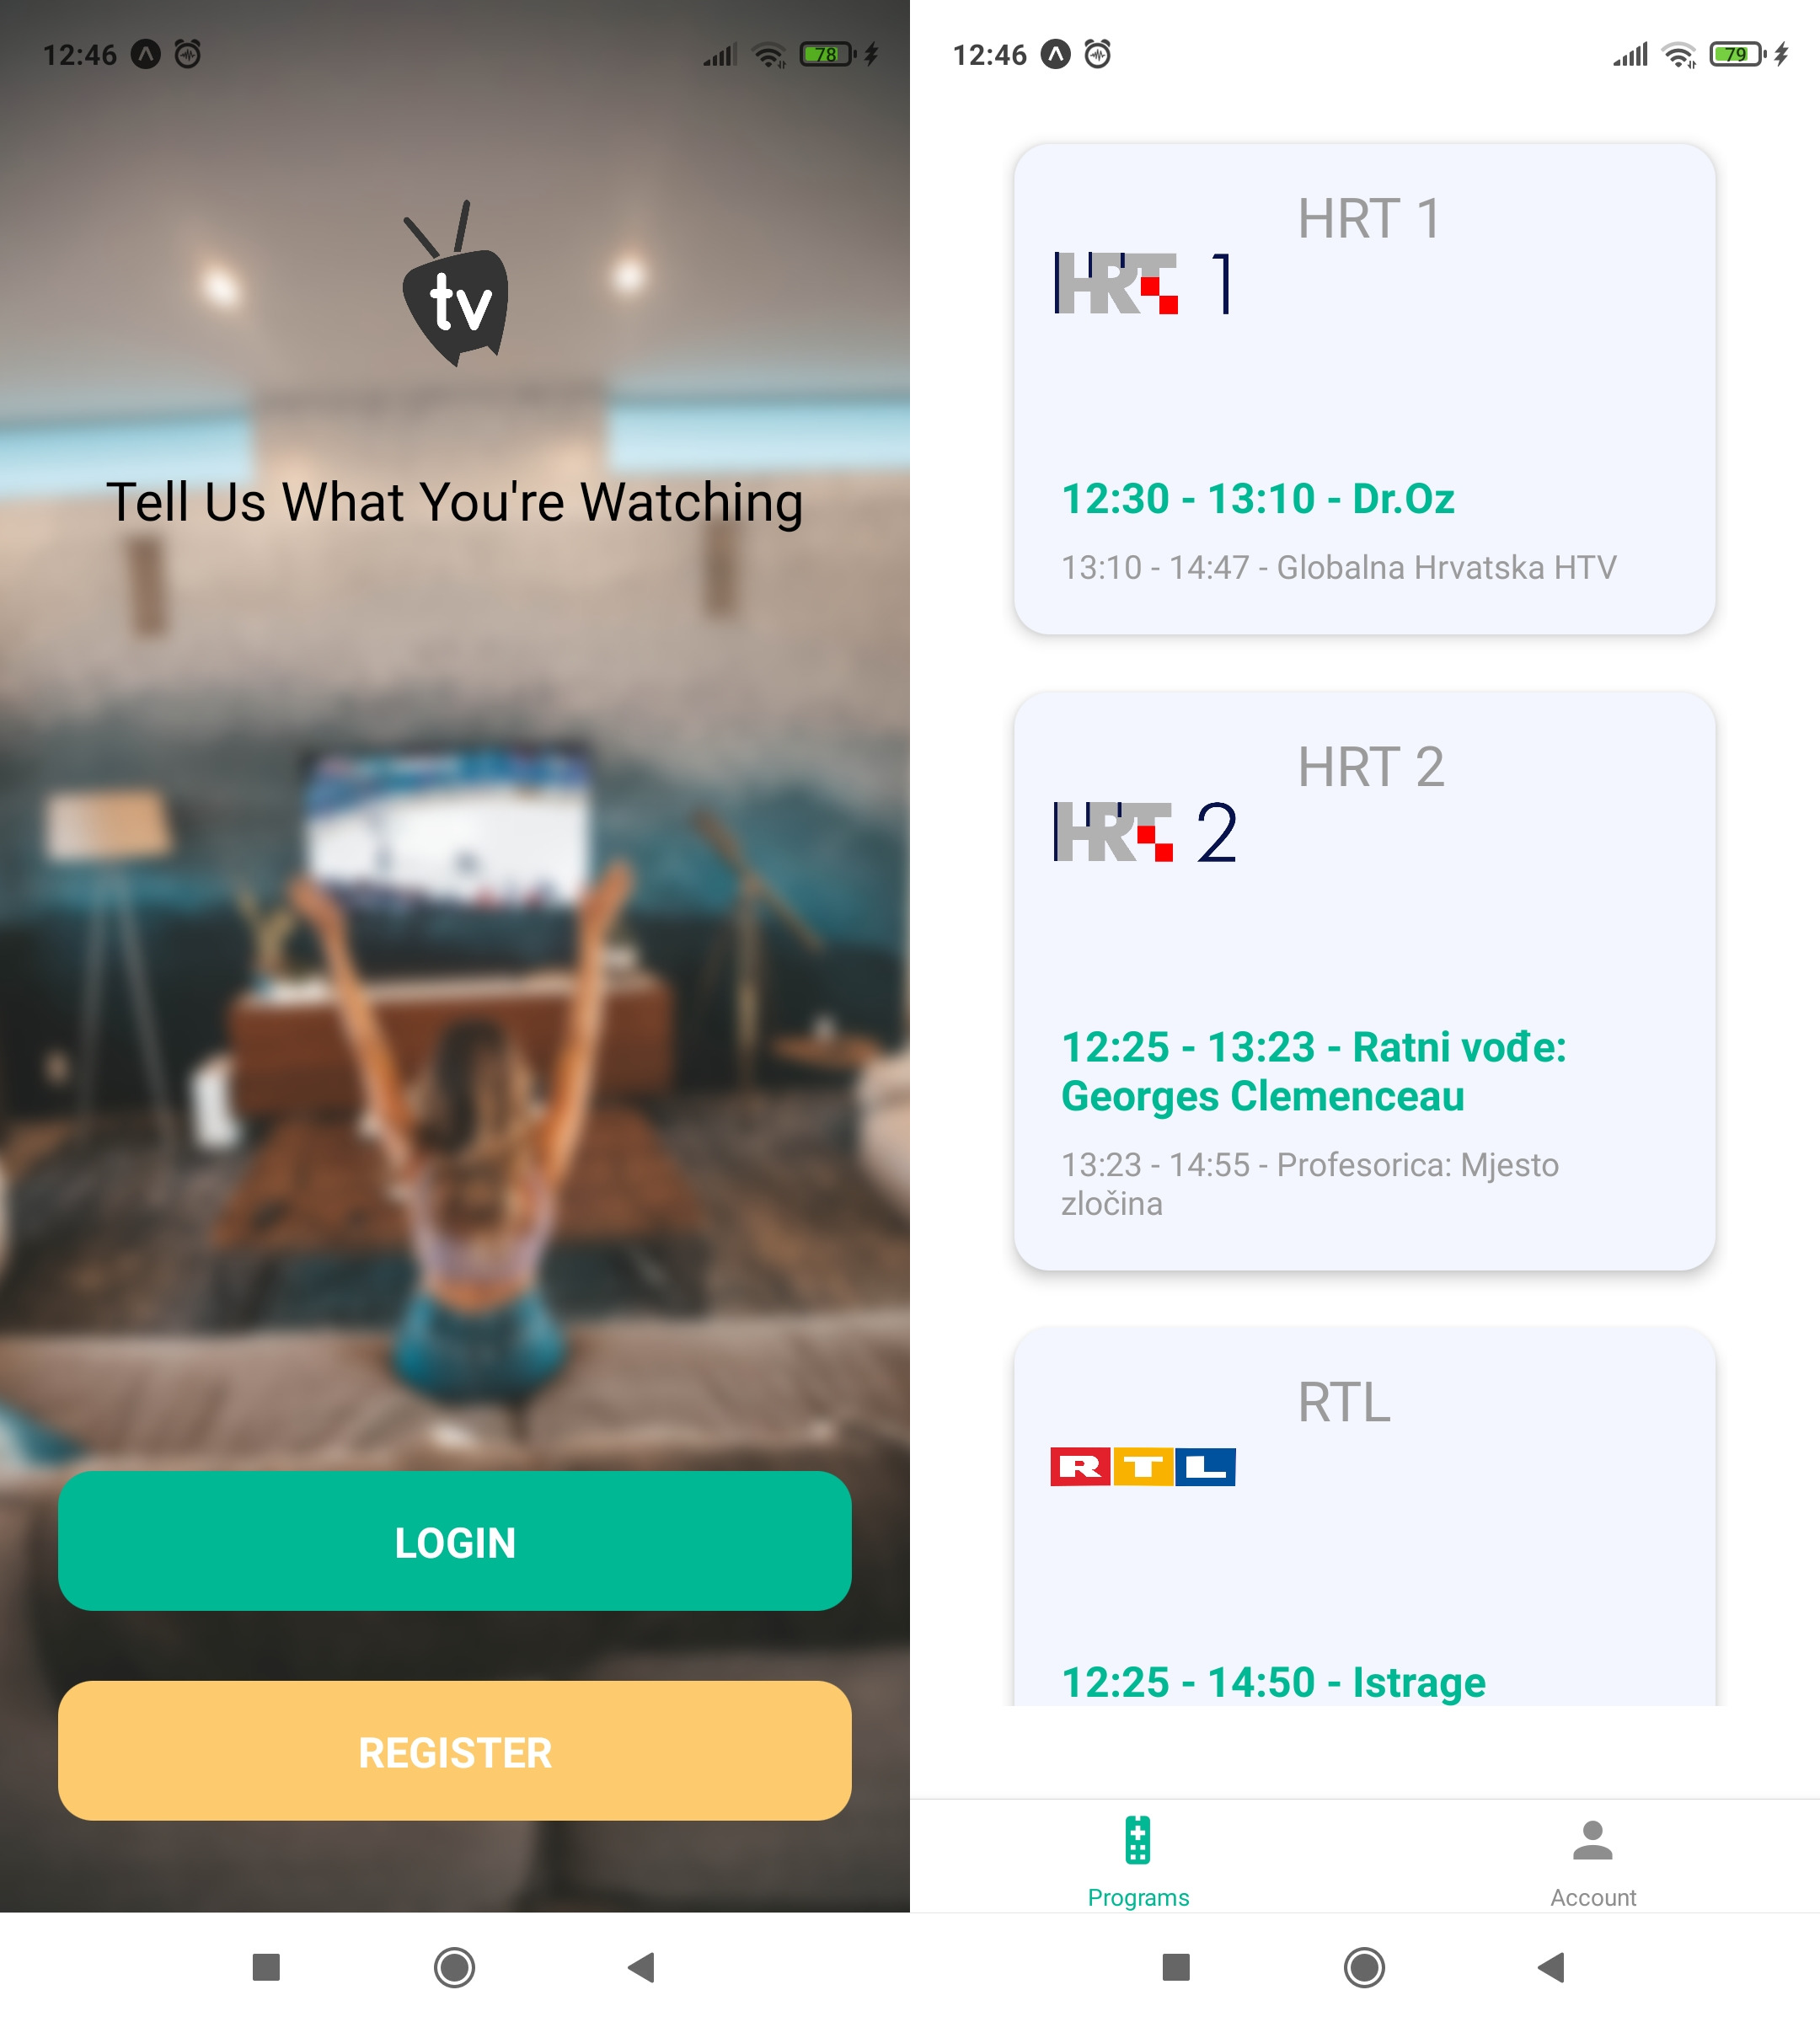 12:46
78
tv
Tell Us What You're Watching
LOGIN
REGISTER
12:46
79
HRT 1
HRT 1
12:30 - 13:10 - Dr.Oz
13:10 - 14:47 - Globalna Hrvatska HTV
HRT 2
HRT 2
12:25 - 13:23 - Ratni vođe:
Georges Clemenceau
13:23 - 14:55 - Profesorica: Mjesto
zločina
RTL
RTL
12:25 - 14:50 - Istrage
Programs
Account